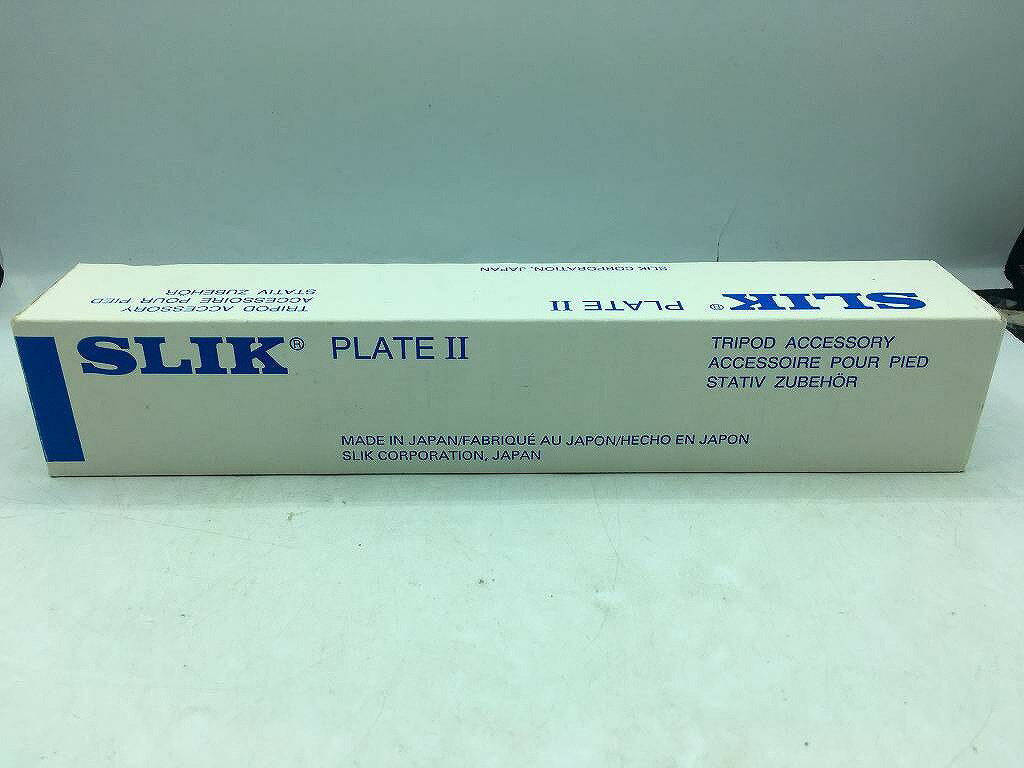 SLIK CORPORATION, JAPAN
SLIK® PLATE II
TRIPOD ACCESSORY
ACCESSOIRE POUR PIED
STATIV ZUBEHÖR
SLIK® PLATE II
TRIPOD ACCESSORY
ACCESSOIRE POUR PIED
STATIV ZUBEHÖR
MADE IN JAPAN/FABRIQUÉ AU JAPON/HECHO EN JAPON
SLIK CORPORATION, JAPAN